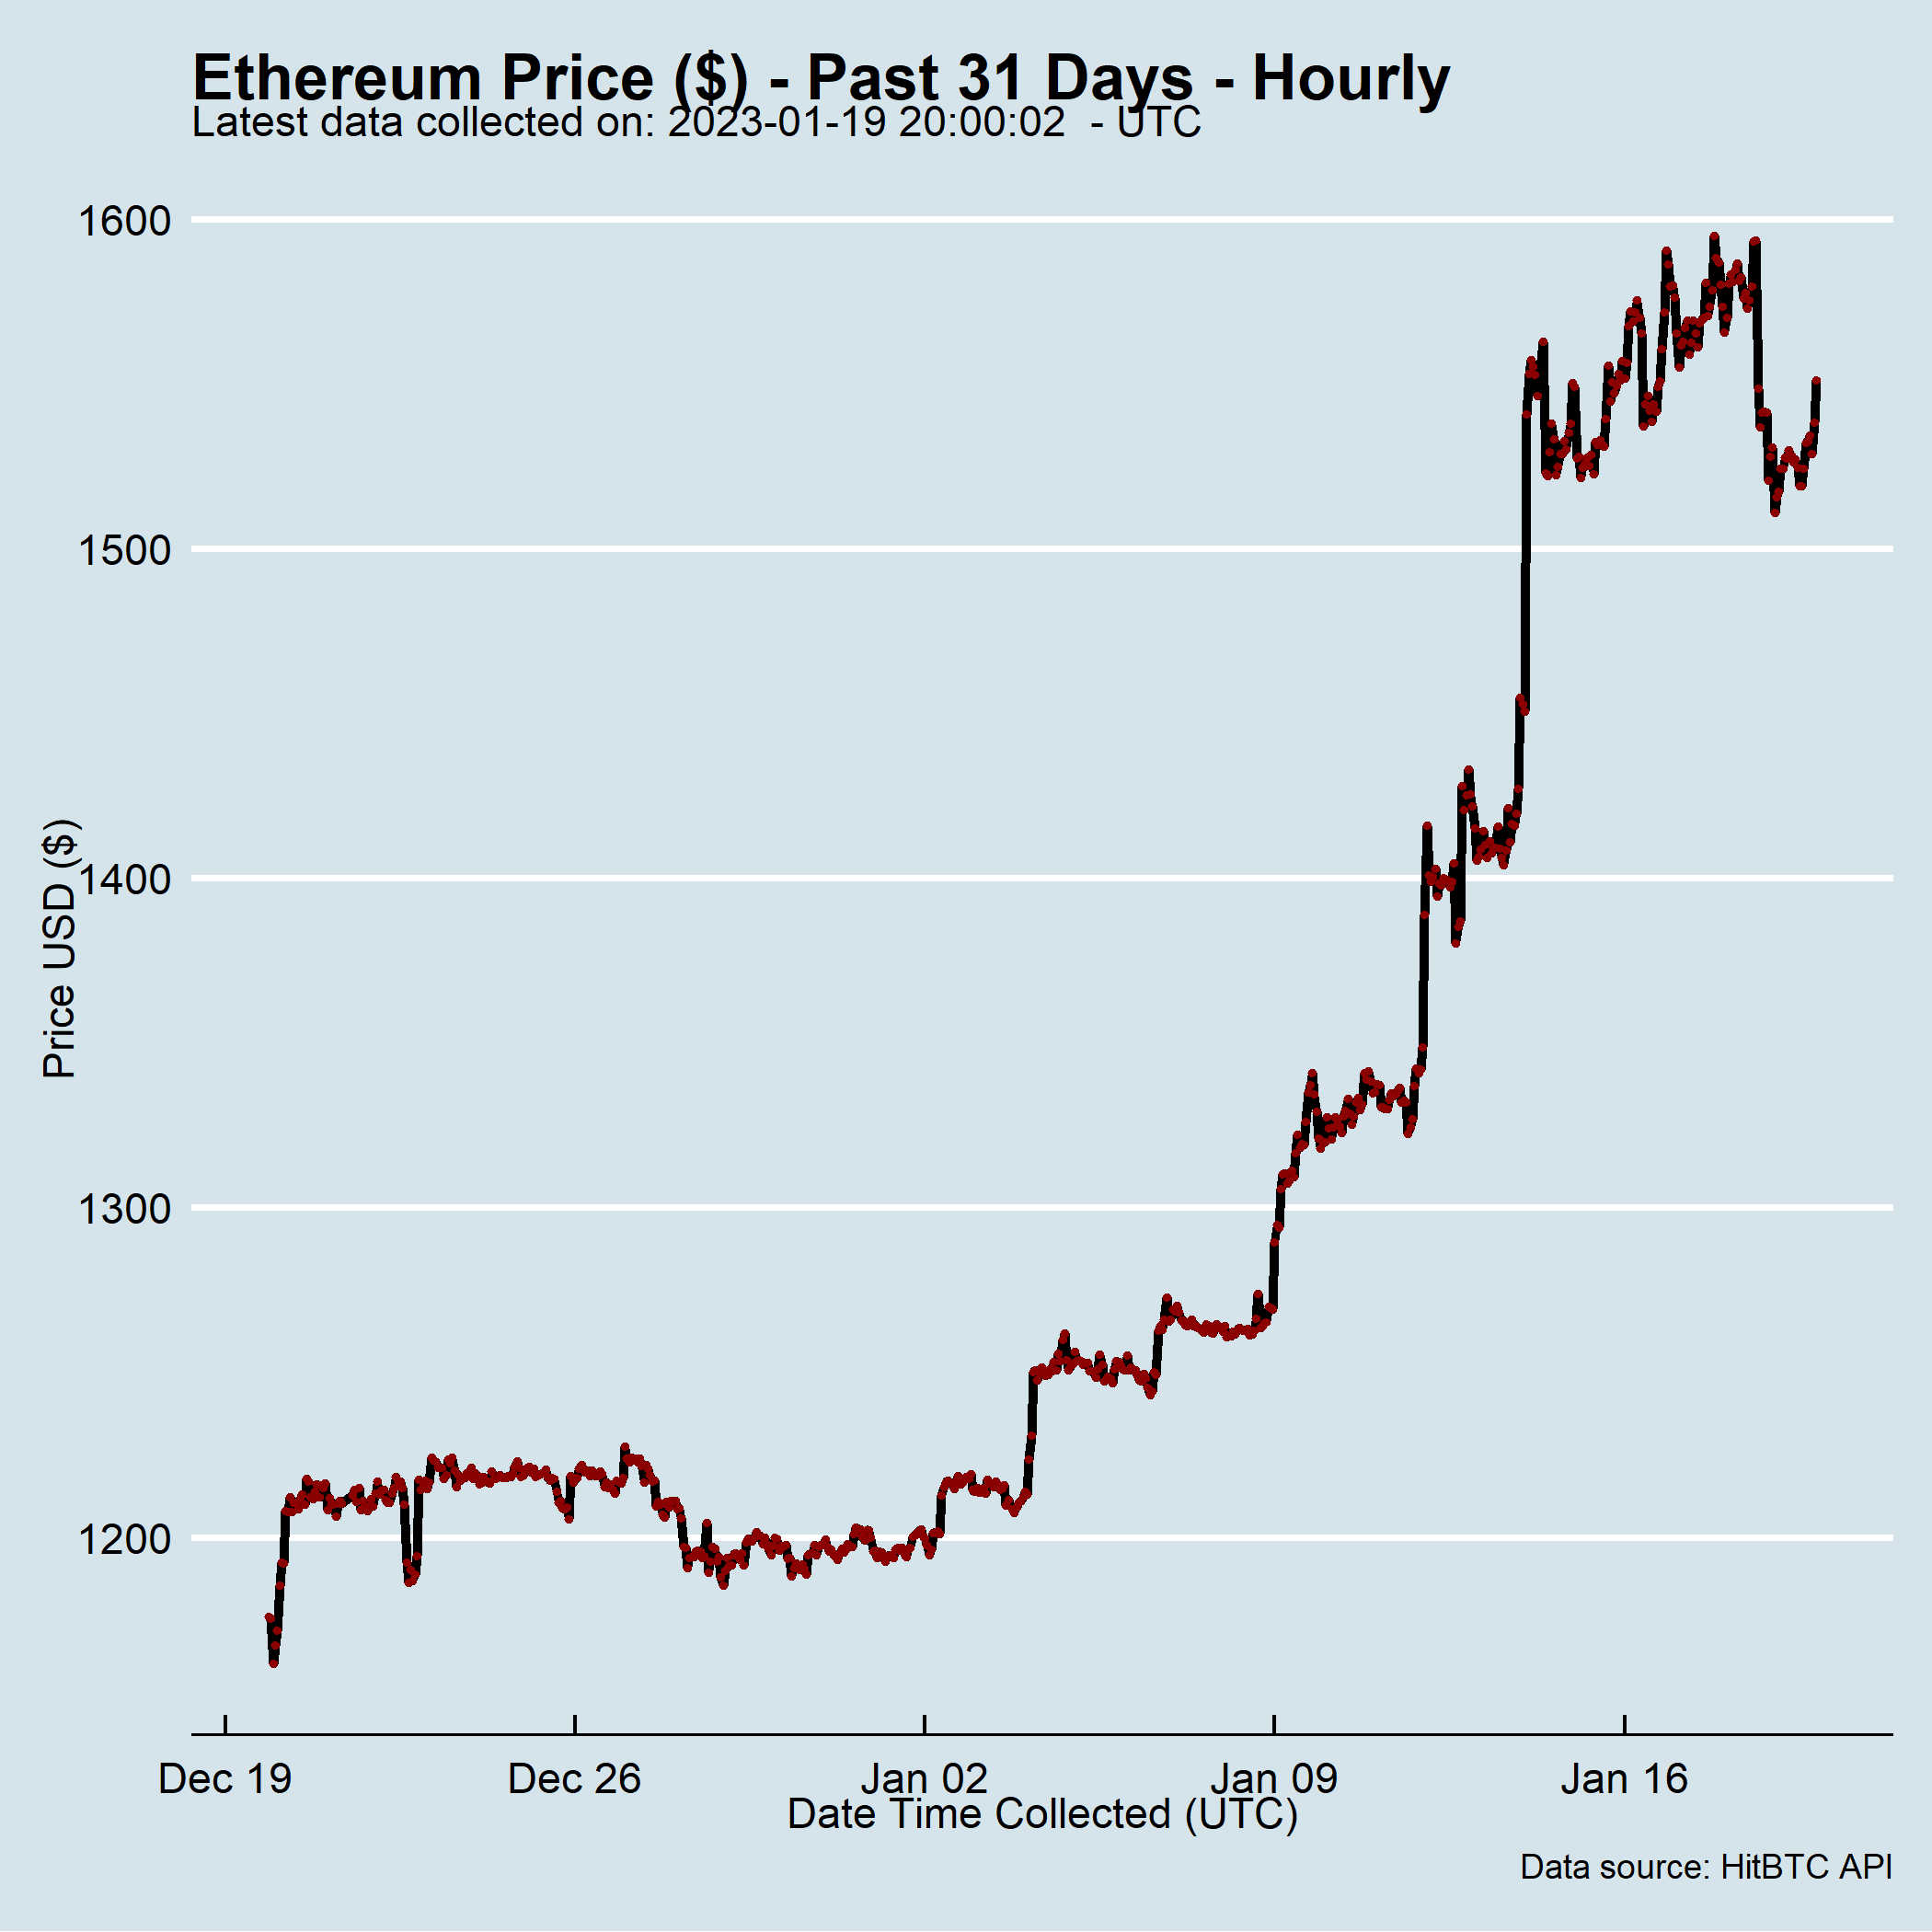 Ethereum Price ($) - Past 31 Days - Hourly
Latest data collected on: 2023-01-19 20:00:02  - UTC
1600
1500
1400
1300
1200
Price USD ($)
Dec 19
Dec 26
Jan 02
Jan 09
Jan 16
Date Time Collected (UTC)
Data source: HitBTC API